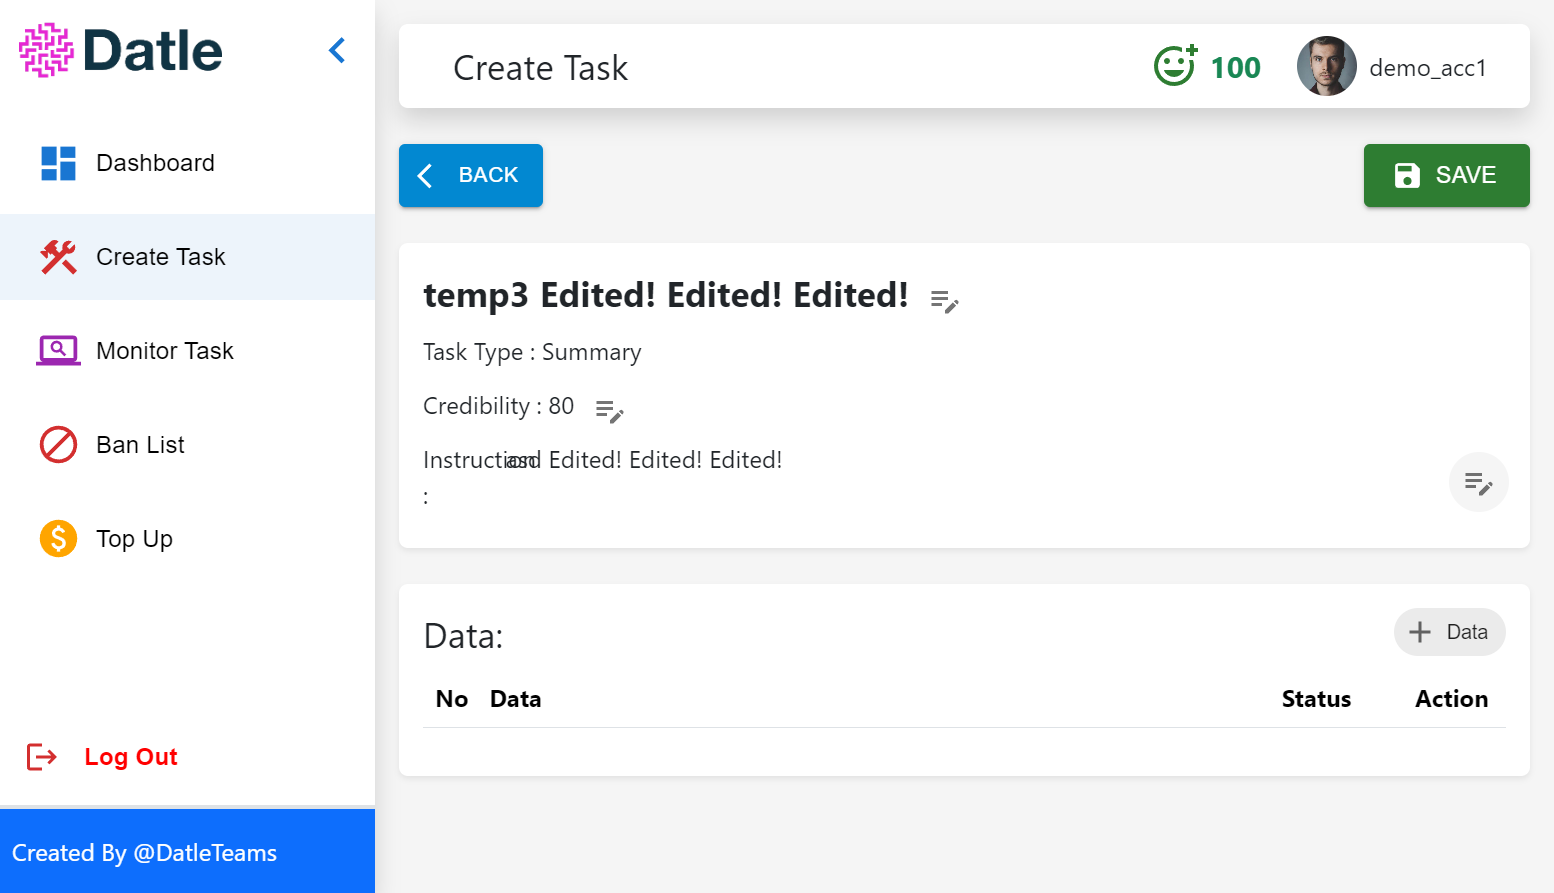 Datle
Create Task
100
demo_acc1
Dashboard
Create Task
Monitor Task
Ban List
Top Up
Log Out
Created By @DatleTeams
BACK
SAVE
temp3 Edited! Edited! Edited!
Task Type : Summary
Credibility : 80
Instruction asd Edited! Edited! Edited!
:
Data:
Data
No Data Status Action